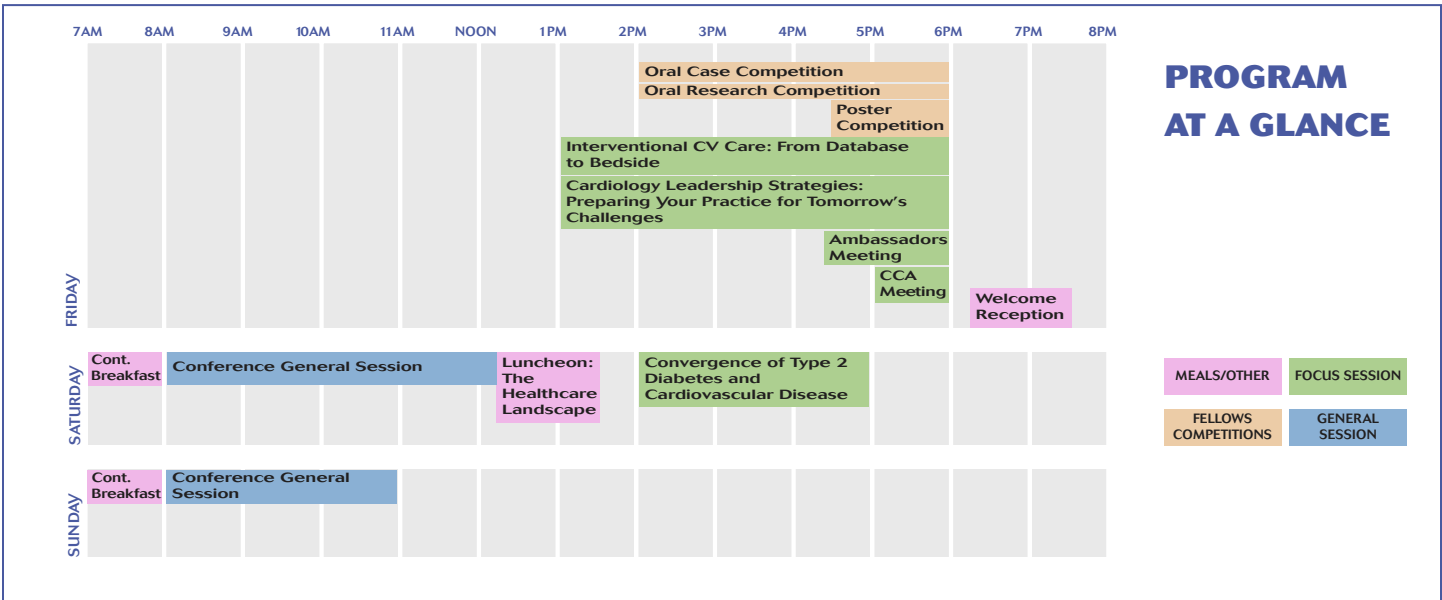 7AM 8AM 9AM 10AM 11AM NOON 1PM 2PM 3PM 4PM 5PM 6PM 7PM 8PM
PROGRAM
AT A GLANCE
FRIDAY
Oral Case Competition
Oral Research Competition
Poster
Competition
Interventional CV Care: From Database
to Bedside
Cardiology Leadership Strategies:
Preparing Your Practice for Tomorrow's
Challenges
Ambassadors
Meeting
CCA
Meeting
Welcome
Reception
SATURDAY
Cont.
Breakfast
Conference General Session
Luncheon:
The
Healthcare
Landscape
Convergence of Type 2
Diabetes and
Cardiovascular Disease
SUNDAY
Cont.
Breakfast
Conference General
Session
MEALS/OTHER
FOCUS SESSION
FELLOWS
COMPETITIONS
GENERAL
SESSION